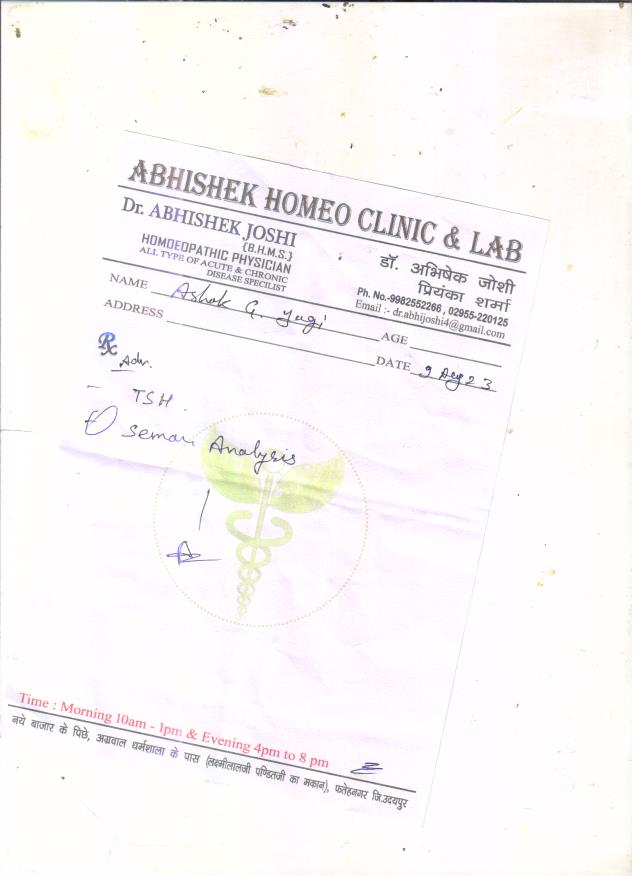 ABHISHEK HOMEO CLINIC & LAB
Dr. ABHISHEK JOSHI
{B.H.M.S.}
HOMOEOPATHIC PHYSICIAN
ALL TYPE OF ACUTE & CHRONIC
DISEASE SPECILIST
डॉ. अभिषेक जोशी
प्रियंका शर्मा
Ph. No.-9982552266 , 02955-220125
Email :- dr.abhijoshi4@gmail.com
NAME Ashok G.
AGE
ADDRESS
DATE 9 Aug 23
Rx
Adv.
- TSH.
Semen Analysis
Time : Morning 10am - 1pm & Evening 4pm to 8 pm
नये बाजार के पिछे, अग्रवाल धर्मशाला के पास (लक्ष्मीलालजी पण्डितजी का मकान), फतेहनगर जि.उदयपुर